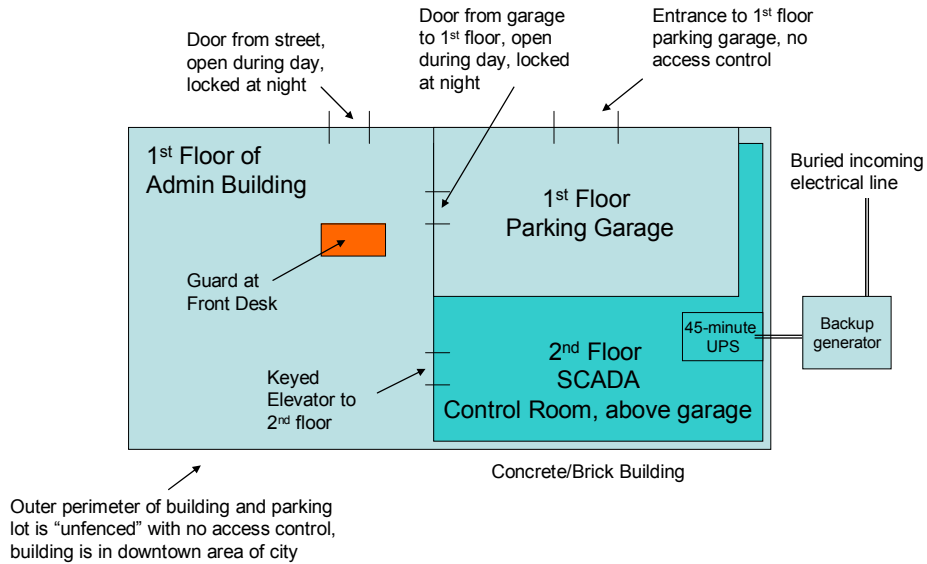 Door from street,
open during day,
locked at night
Door from garage
to 1st floor, open
during day, locked
at night
Entrance to 1st floor
parking garage, no
access control
1st Floor of
Admin Building
1st Floor
Parking Garage
Buried incoming
electrical line
Guard at
Front Desk
45-minute
UPS
Backup
generator
Keyed
Elevator to
2nd floor
2nd Floor
SCADA
Control Room, above garage
Concrete/Brick Building
Outer perimeter of building and parking
lot is “unfenced” with no access control,
building is in downtown area of city